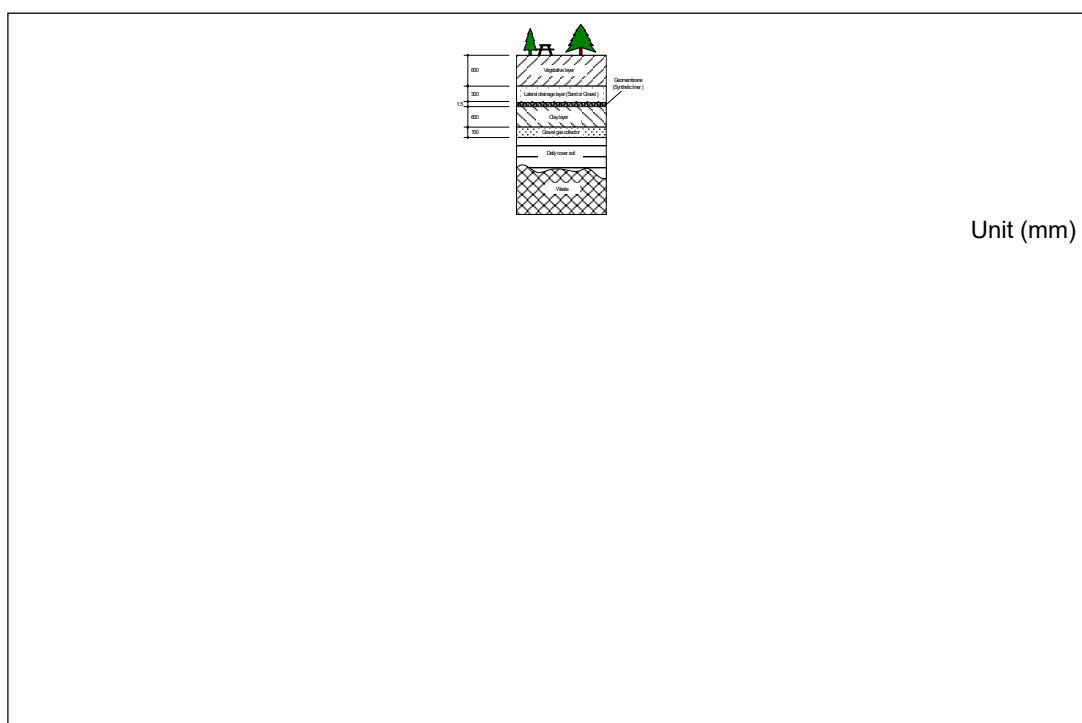 600
Vegetative layer
Geomembrane
(Synthetic liner )
300
Lateral drainage layer (Sand or Gravel )
1.5
600
Clay layer
150
Gravel gas collector
Daily cover soil
Waste
Unit (mm)